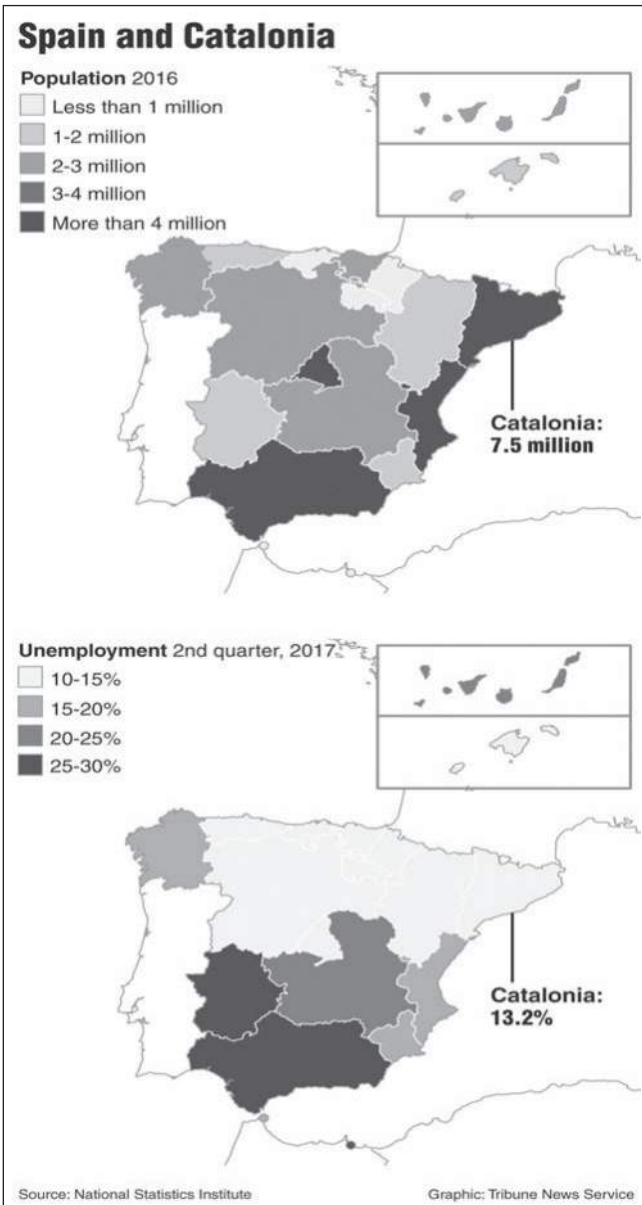 Spain and Catalonia
Population 2016
Less than 1 million
1-2 million
2-3 million
3-4 million
More than 4 million
Catalonia:
7.5 million
Unemployment 2nd quarter, 2017
10-15%
15-20%
20-25%
25-30%
Catalonia:
13.2%
Source: National Statistics Institute
Graphic: Tribune News Service